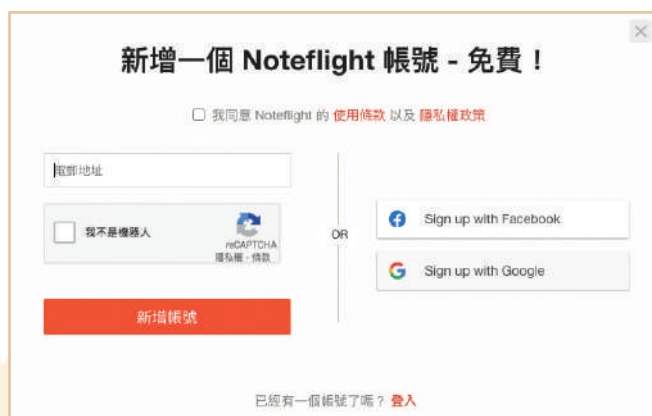 新增一個 Noteflight 帳號 - 免費！
我同意 Noteflight 的 使用條款 以及 隱私權政策
電郵地址
我不是機器人
reCAPTCHA
隱私權 - 條款
新增帳號
OR
Sign up with Facebook
Sign up with Google
已經有一個帳號了嗎？ 登入